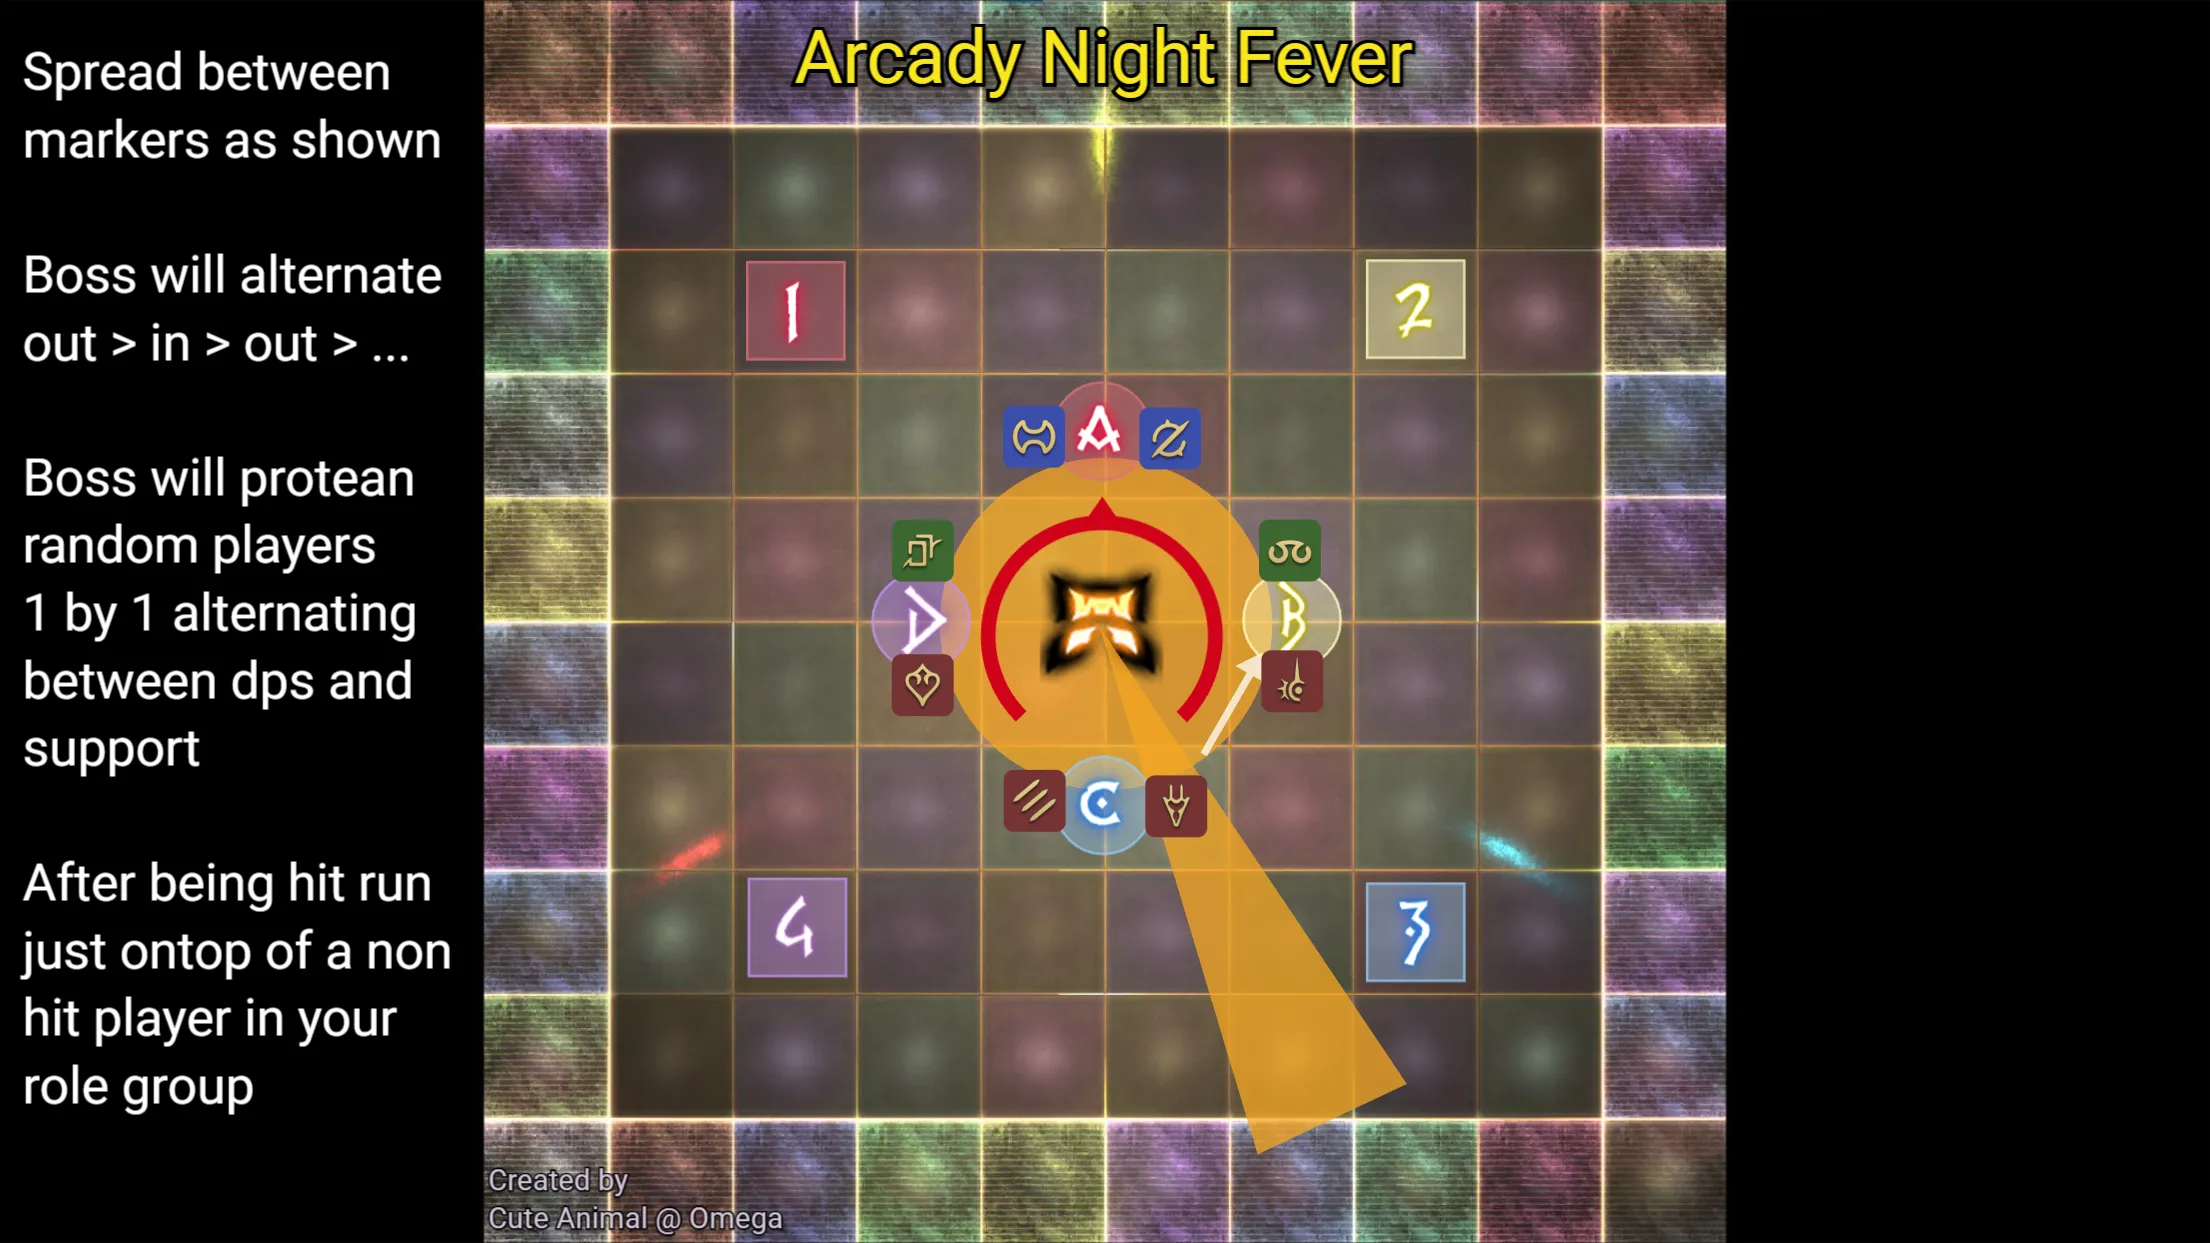 Arcady Night Fever
Spread between
markers as shown
Boss will alternate
out > in > out > ...
Boss will protean
random players
1 by 1 alternating
between dps and
support
After being hit run
just ontop of a non
hit player in your
role group
1
2
A
D
B
C
4
3
Created by
Cute Animal @ Omega